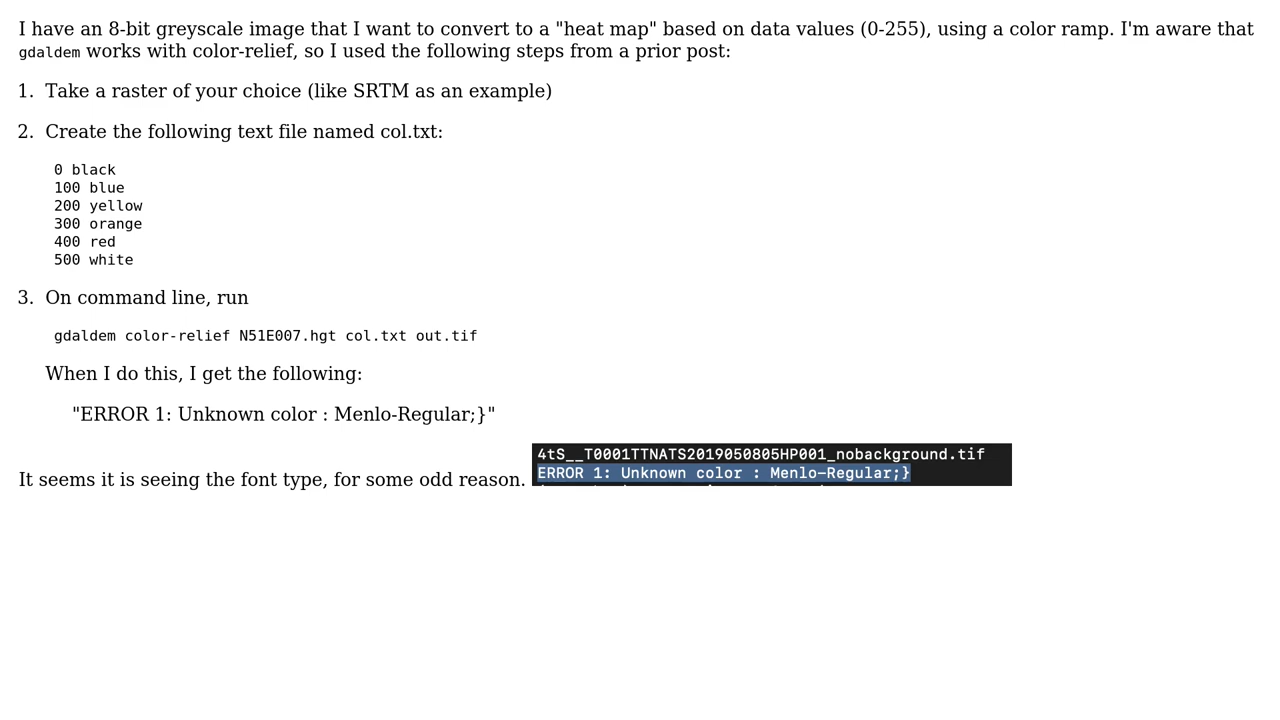 I have an 8-bit greyscale image that I want to convert to a "heat map" based on data values (0-255), using a color ramp. I'm aware that
gdaldem works with color-relief, so I used the following steps from a prior post:
1. Take a raster of your choice (like SRTM as an example)
2. Create the following text file named col.txt:
0 black
100 blue
200 yellow
300 orange
400 red
500 white
3. On command line, run
gdaldem color-relief N51E007.hgt col.txt out.tif
When I do this, I get the following:
"ERROR 1: Unknown color : Menlo-Regular;}"
It seems it is seeing the font type, for some odd reason.
4tS__T0001TTNATS2019050805HP001_nobackground.tif
ERROR 1: Unknown color : Menlo-Regular;}